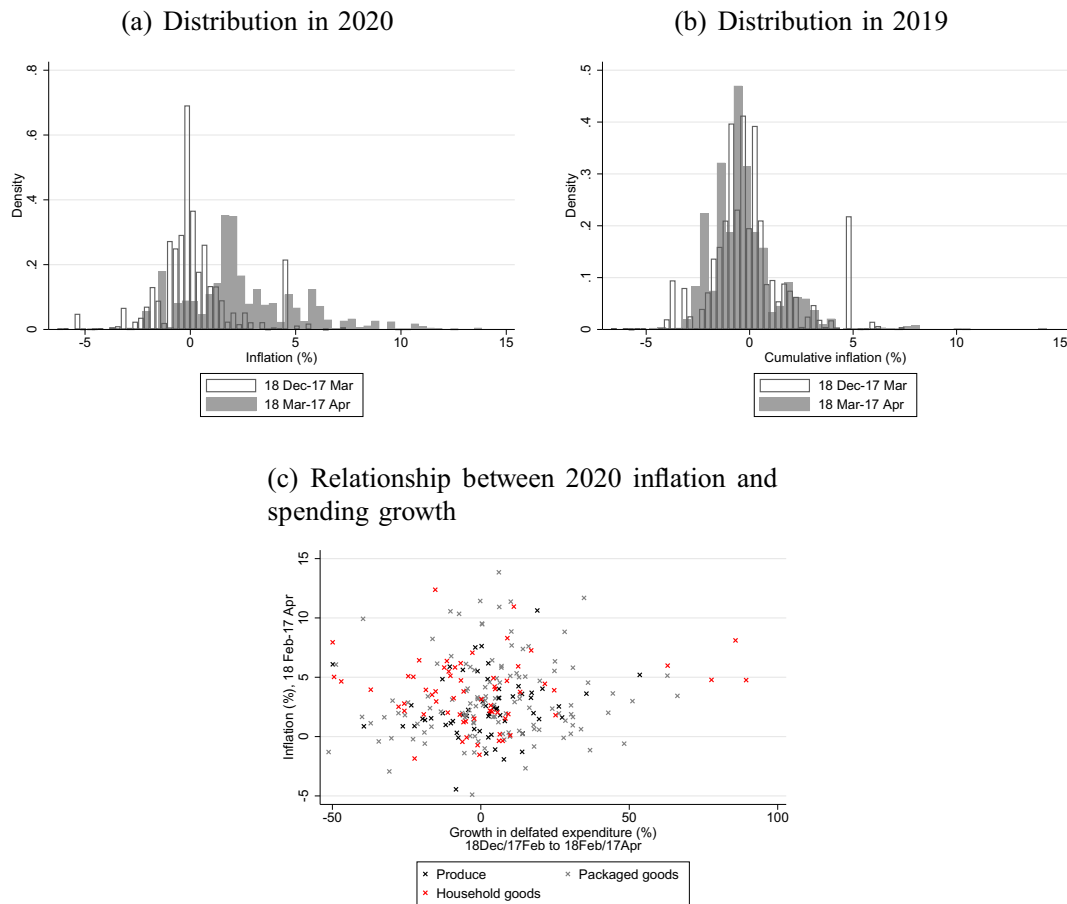 (a) Distribution in 2020
.8
.6
.4
.2
0
Density
-5
0
5
10
15
Inflation (%)
18 Dec-17 Mar
18 Mar-17 Apr
(b) Distribution in 2019
.5
.4
.3
.2
.1
0
Density
-5
0
5
10
15
Cumulative inflation (%)
18 Dec-17 Mar
18 Mar-17 Apr
(c) Relationship between 2020 inflation and
spending growth
15
10
5
0
-5
Inflation (%), 18 Feb-17 Apr
-50
0
50
100
Growth in delfated expenditure (%)
18Dec/17Feb to 18Feb/17Apr
Produce
Packaged goods
Household goods